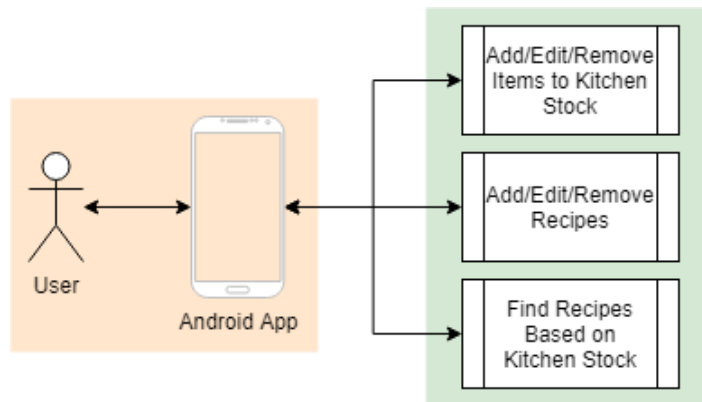 Add/Edit/Remove
Items to Kitchen
Stock
Add/Edit/Remove
Recipes
User
Android App
Find Recipes
Based on
Kitchen Stock